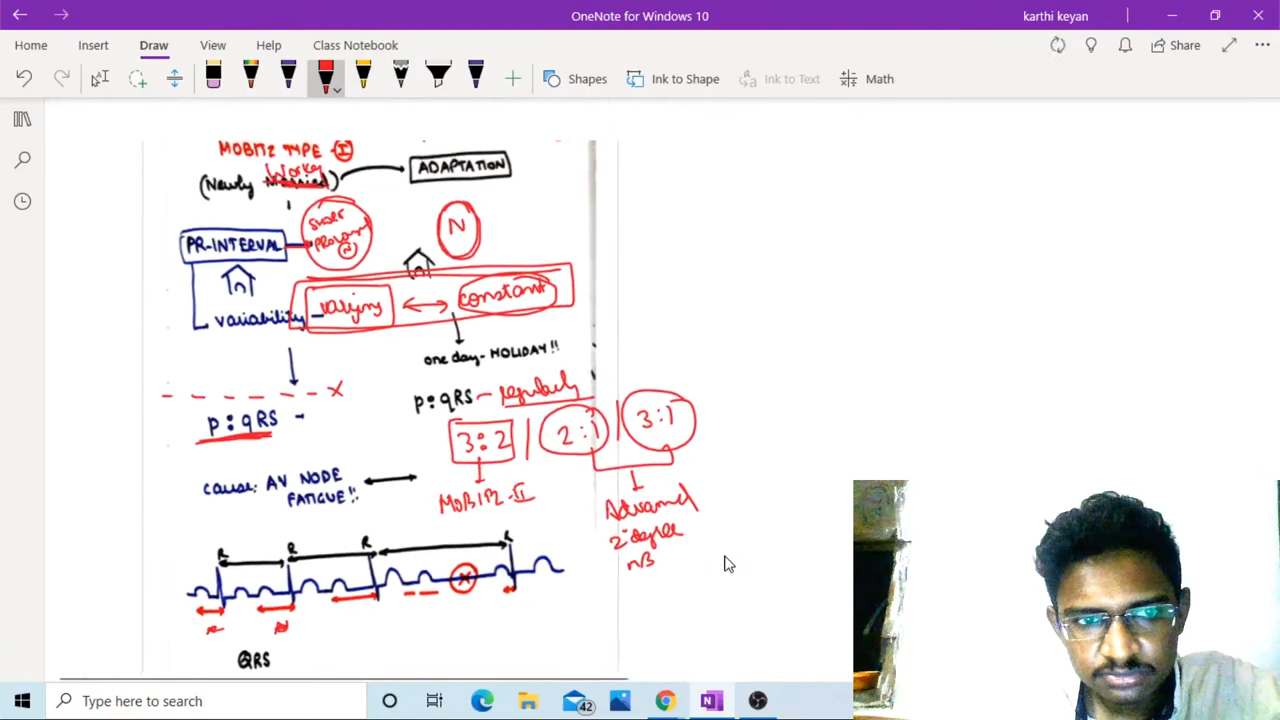 OneNote for Windows 10
karthi keyan
Home Insert Draw View Help Class Notebook
Share
Shapes Ink to Shape Ink to Text Math
MOBITZ TYPE - I
Worker
(Newly Married)
ADAPTATION
PR-INTERVAL
(N)
N
variability
varying
constant
one day - HOLIDAY!!
p:qRS - regularly
p:qRS -
3:2 | 2:1 | 3:1
cause: AV NODE
FATIGUE!!
MOBITZ - II
Advanced
2° degree
R R R R
X
QRS
Type here to search
42